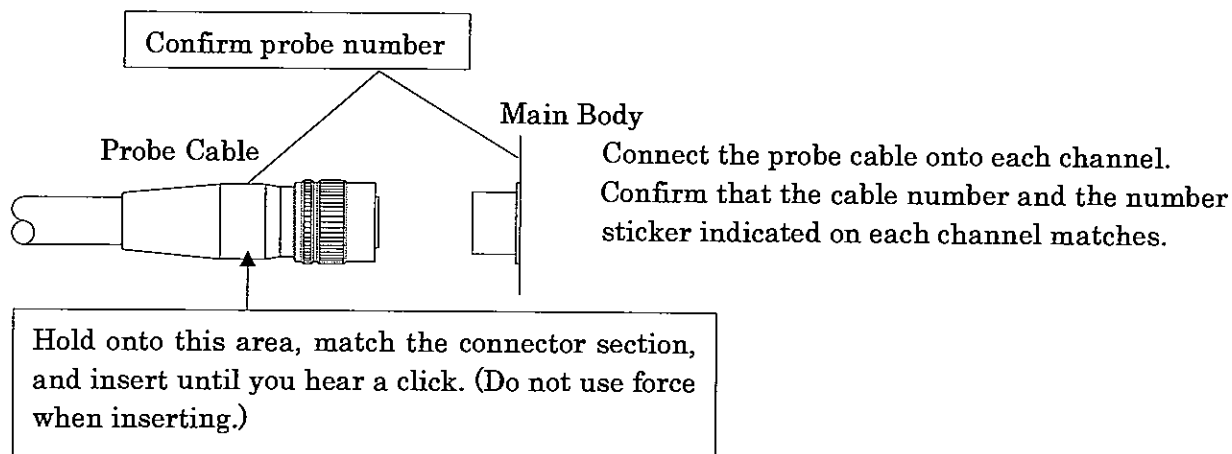 Confirm probe number
Main Body
Probe Cable
Connect the probe cable onto each channel.
Confirm that the cable number and the number
sticker indicated on each channel matches.
Hold onto this area, match the connector section,
and insert until you hear a click. (Do not use force
when inserting.)